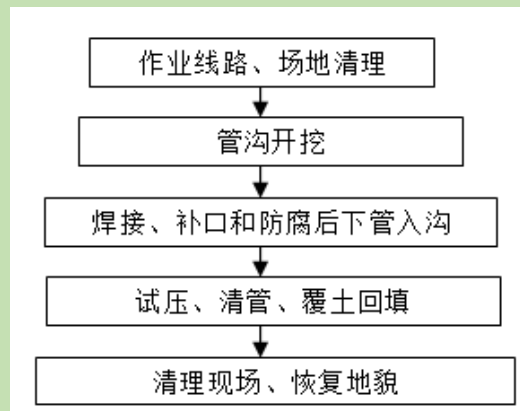 作业线路、场地清理
管沟开挖
焊接、补口和防腐后下管入沟
试压、清管、覆土回填
清理现场、恢复地貌